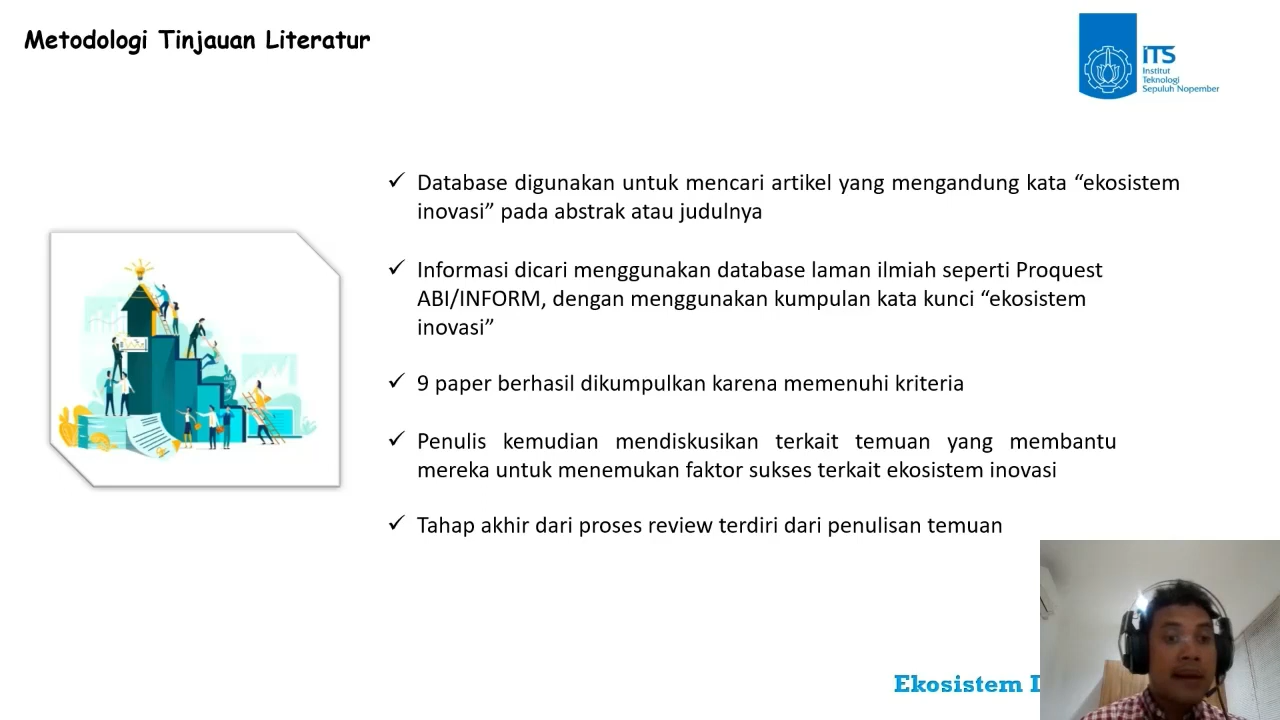 Metodologi Tinjauan Literatur
iTS
Institut
Teknologi
Sepuluh Nopember
✓ Database digunakan untuk mencari artikel yang mengandung kata “ekosistem
inovasi” pada abstrak atau judulnya
✓ Informasi dicari menggunakan database laman ilmiah seperti Proquest
ABI/INFORM, dengan menggunakan kumpulan kata kunci “ekosistem
inovasi”
✓ 9 paper berhasil dikumpulkan karena memenuhi kriteria
✓ Penulis kemudian mendiskusikan terkait temuan yang membantu
mereka untuk menemukan faktor sukses terkait ekosistem inovasi
✓ Tahap akhir dari proses review terdiri dari penulisan temuan
Ekosistem